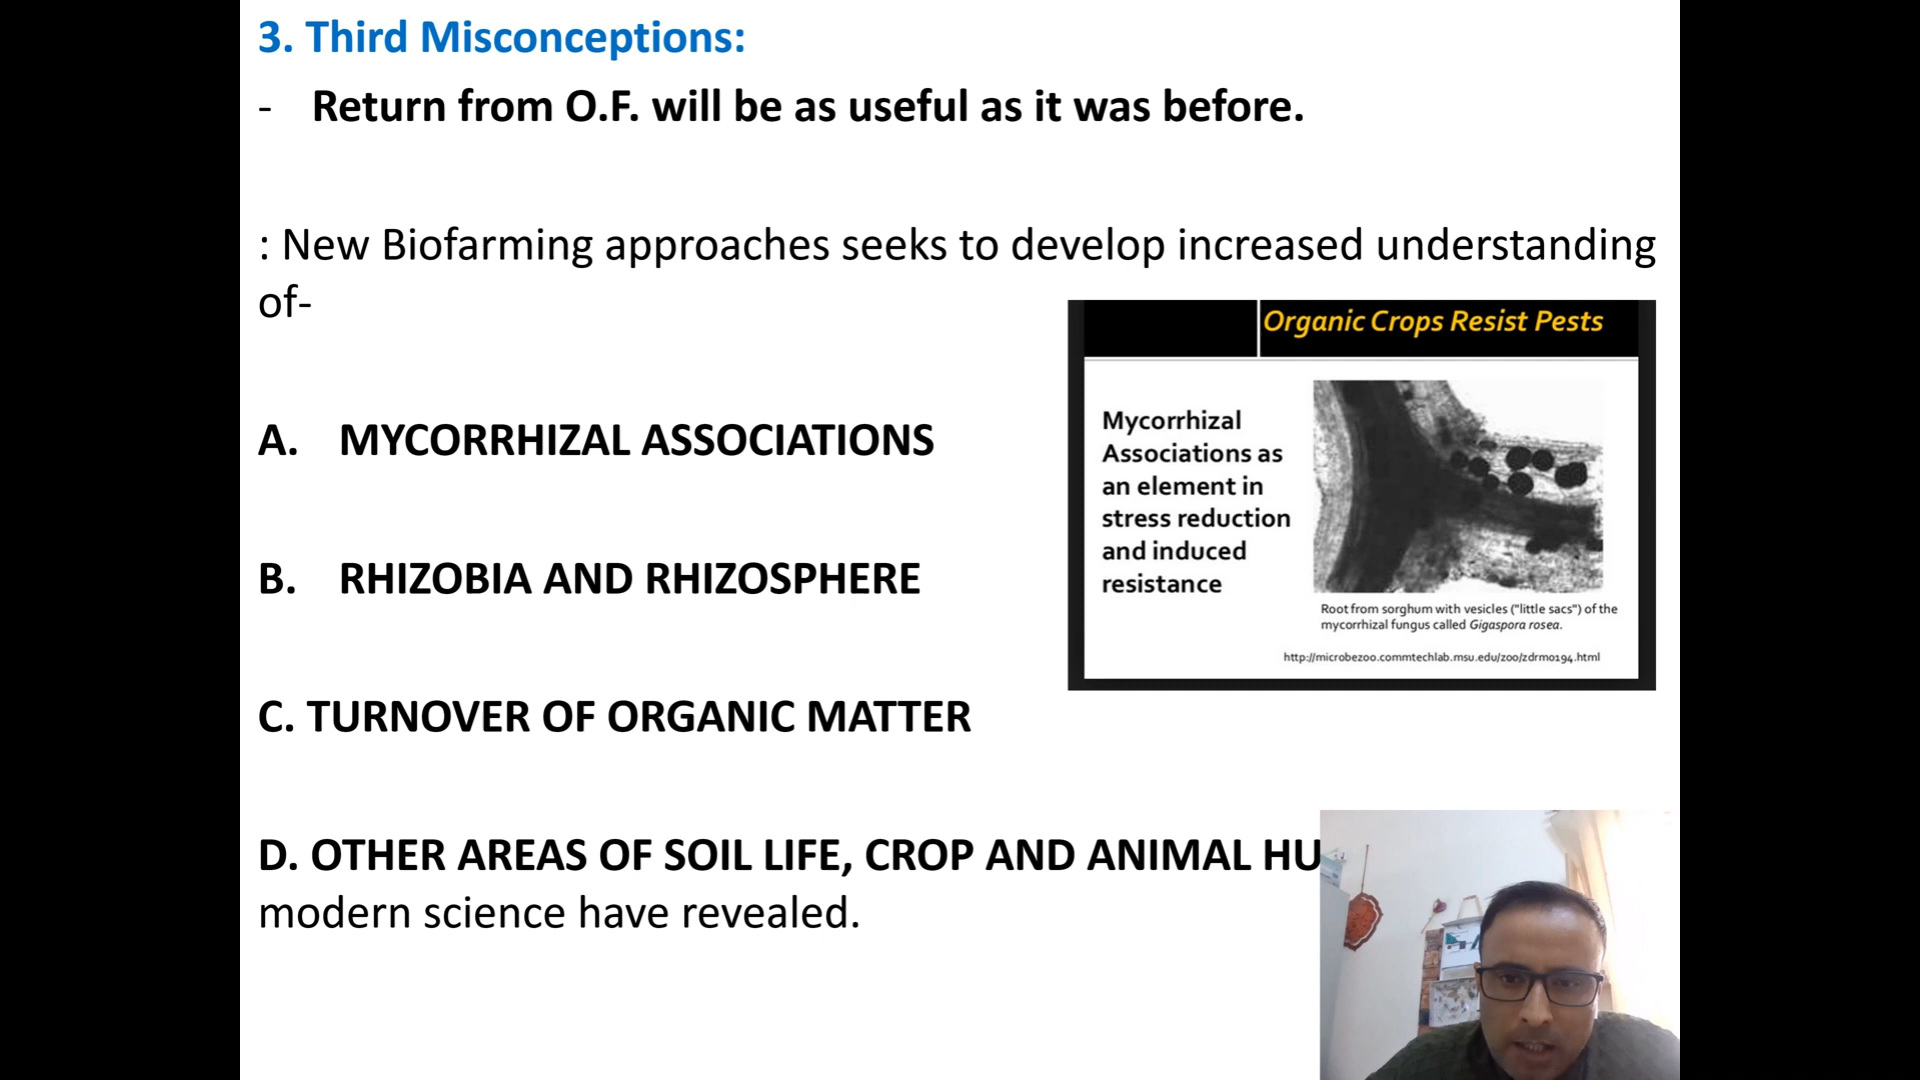 3. Third Misconceptions:
- Return from O.F. will be as useful as it was before.
: New Biofarming approaches seeks to develop increased understanding
of-
Organic Crops Resist Pests
Mycorrhizal
Associations as
an element in
stress reduction
and induced
resistance
Root from sorghum with vesicles ("little sacs") of the
mycorrhizal fungus called Gigaspora rosea.
http://microbezoo.commtechlab.msu.edu/zoo/zdrm0194.html
A. MYCORRHIZAL ASSOCIATIONS
B. RHIZOBIA AND RHIZOSPHERE
C. TURNOVER OF ORGANIC MATTER
D. OTHER AREAS OF SOIL LIFE, CROP AND ANIMAL HU
modern science have revealed.